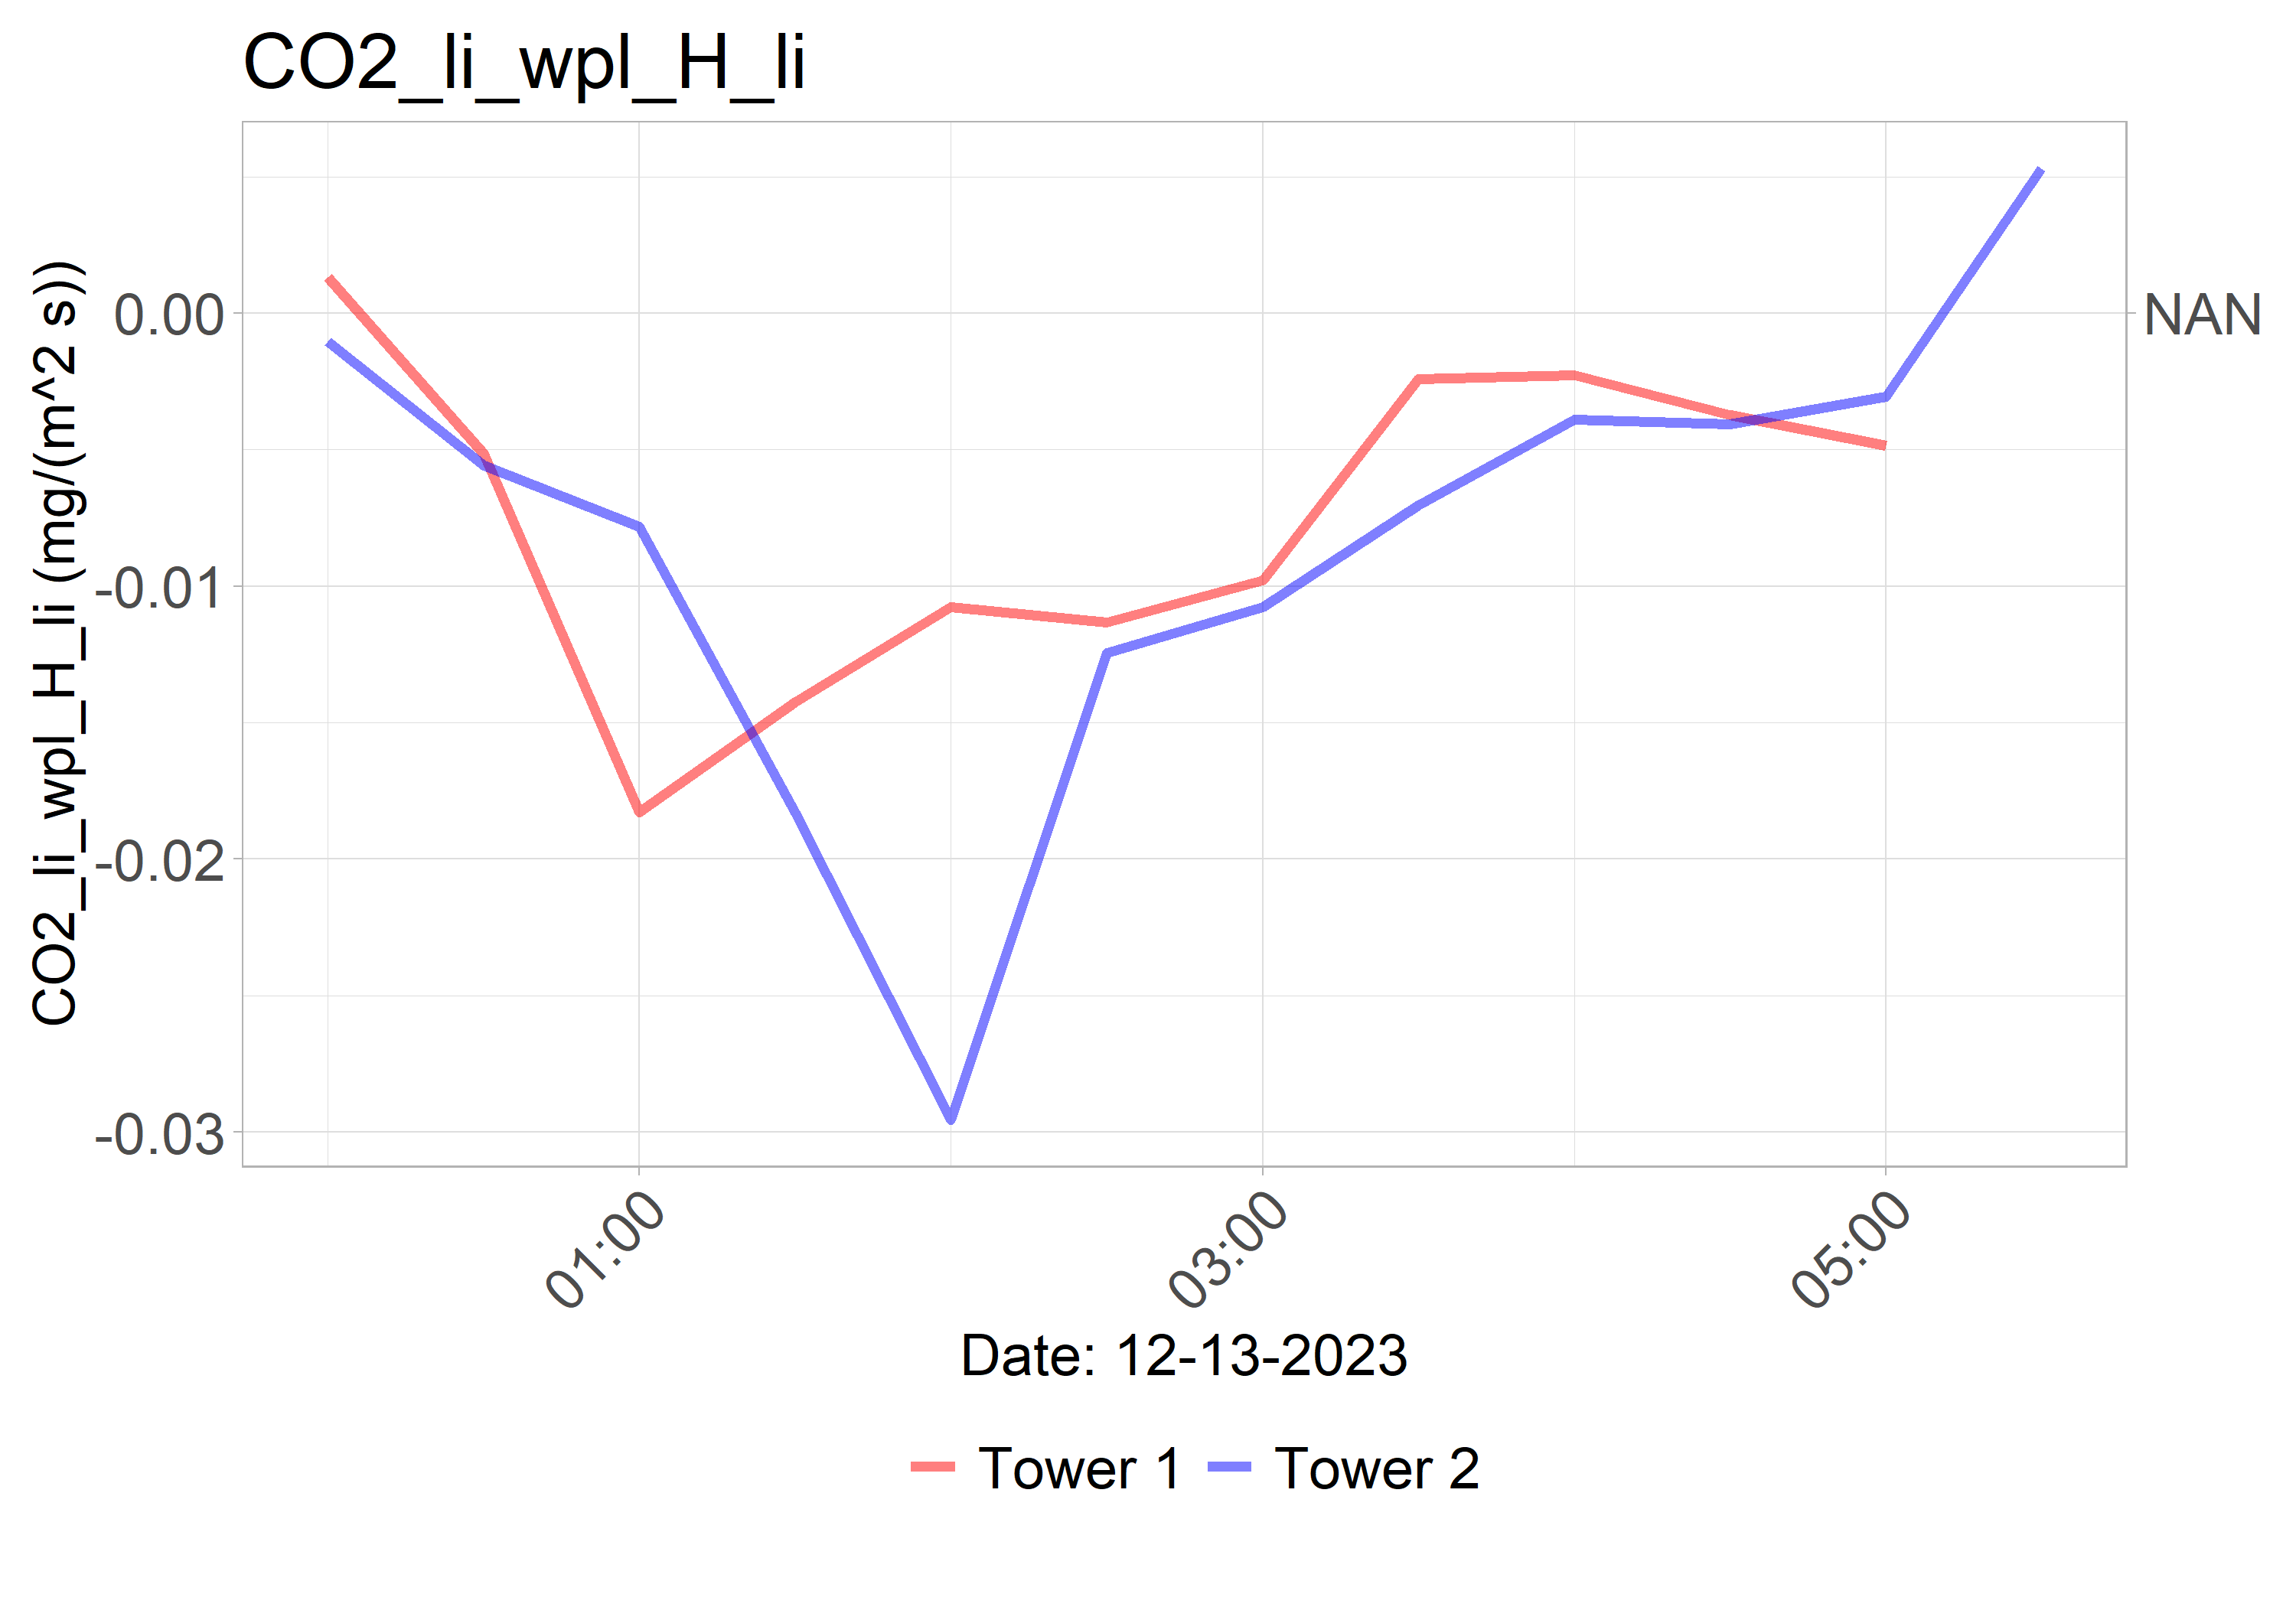 CO2_li_wpl_H_li
CO2_li_wpl_H_li (mg/(m^2 s))
0.00
-0.01
-0.02
-0.03
NAN
01:00
03:00
05:00
Date: 12-13-2023
Tower 1
Tower 2